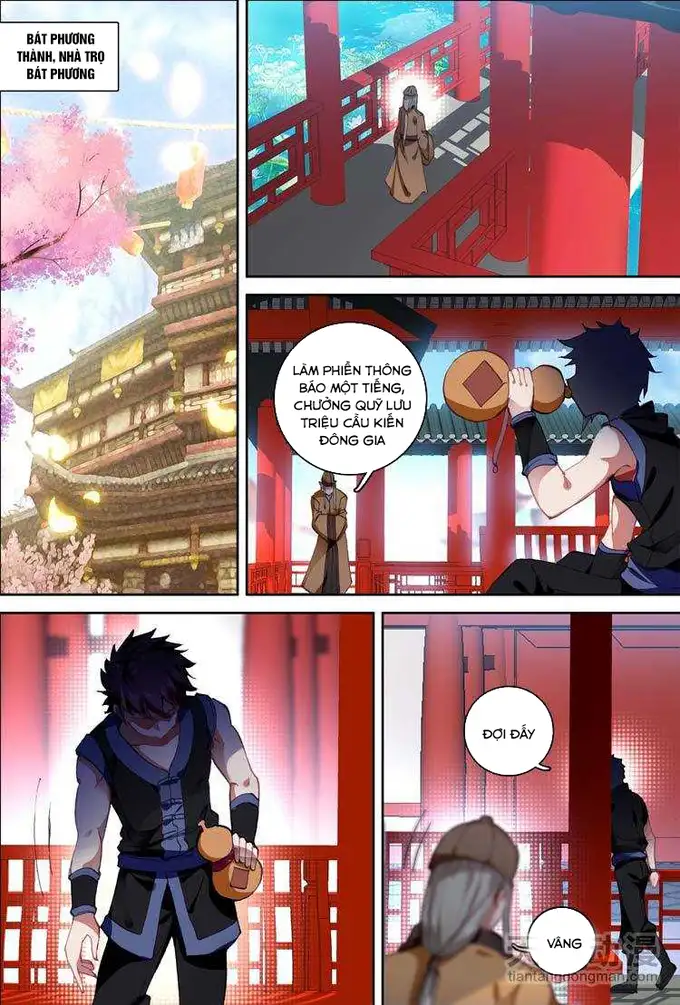 BÁT PHƯƠNG
THÀNH, NHÀ TRỌ
BÁT PHƯƠNG
LÀM PHIỀN THÔNG
BÁO MỘT TIẾNG,
CHƯỞNG QUỸ LƯU
TRIỆU CẦU KIẾN
ĐÔNG GIA
ĐỢI ĐẤY
VÂNG
tiantangdongman.com